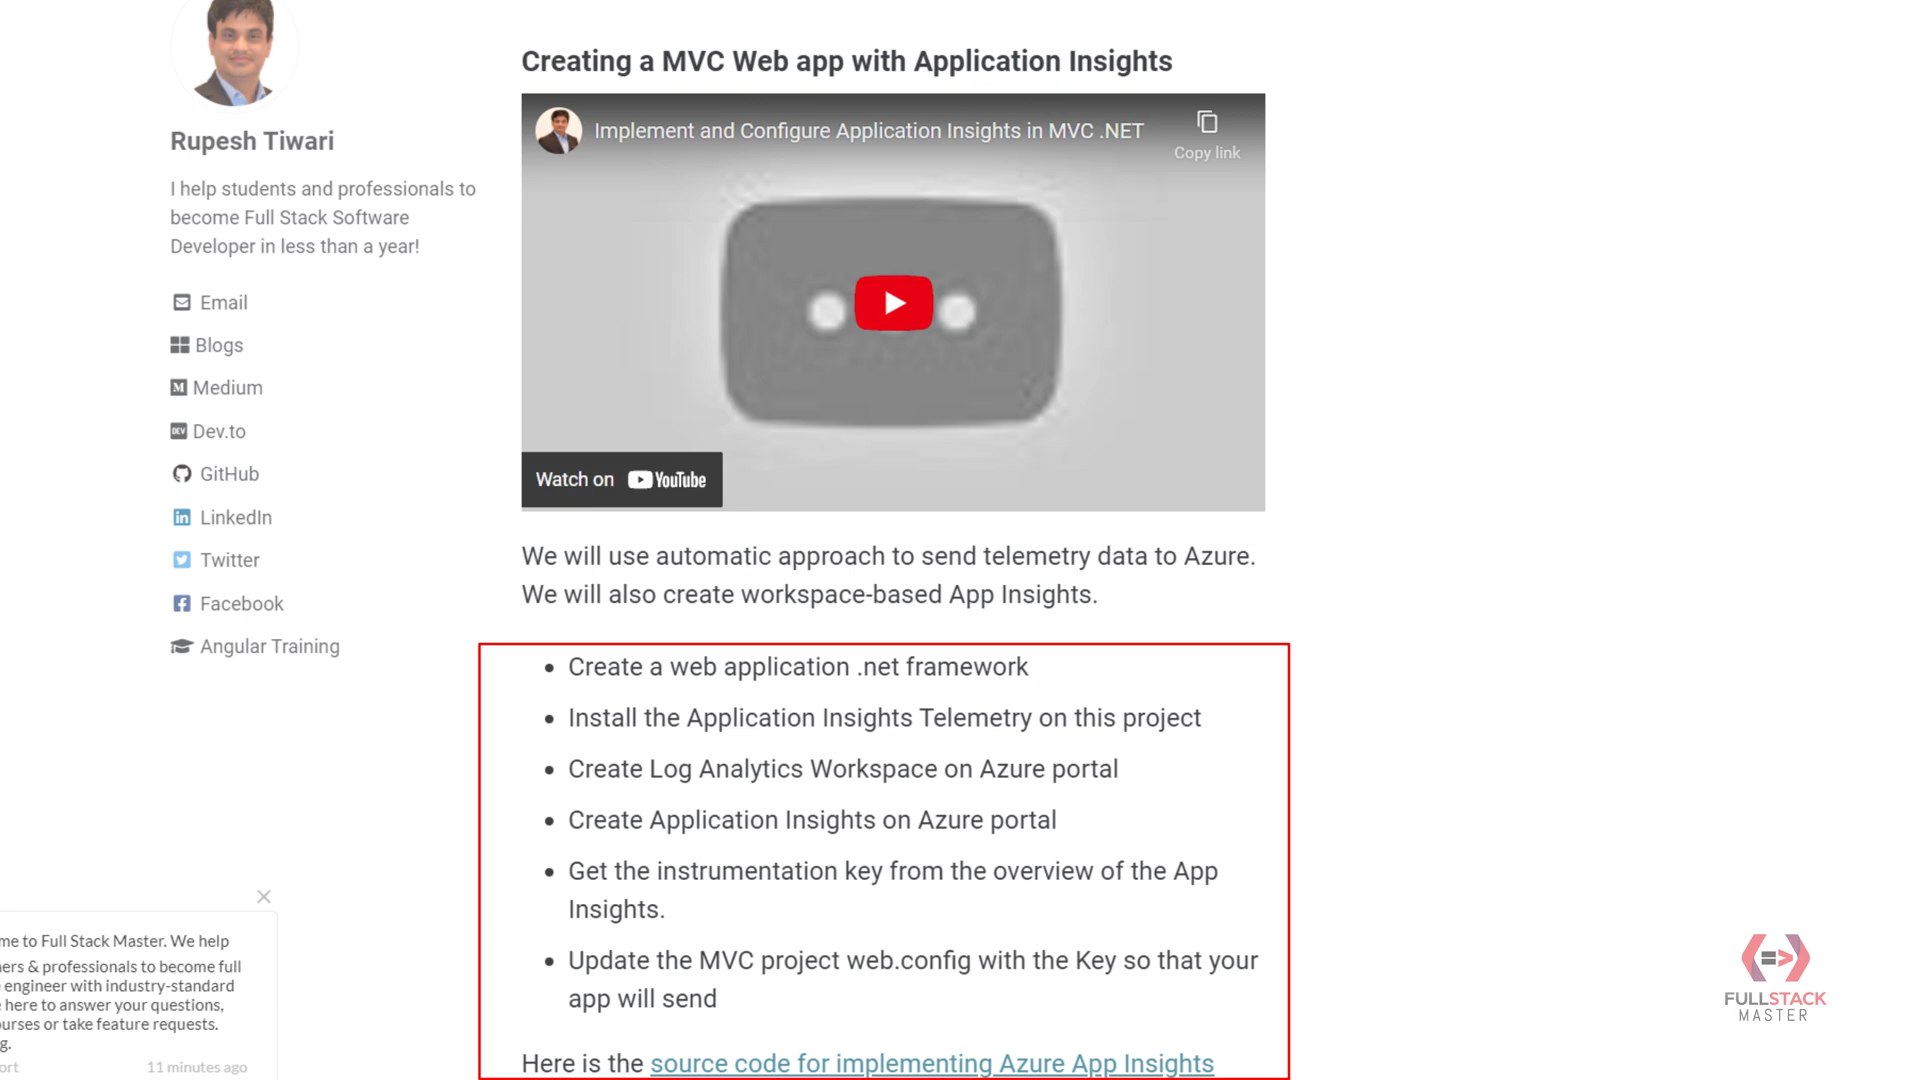 Rupesh Tiwari
I help students and professionals to
become Full Stack Software
Developer in less than a year!
Email
Blogs
Medium
DEV Dev.to
GitHub
LinkedIn
Twitter
Facebook
Angular Training
Creating a MVC Web app with Application Insights
Implement and Configure Application Insights in MVC .NET
Copy link
Watch on YouTube
We will use automatic approach to send telemetry data to Azure.
We will also create workspace-based App Insights.
• Create a web application .net framework
• Install the Application Insights Telemetry on this project
• Create Log Analytics Workspace on Azure portal
• Create Application Insights on Azure portal
• Get the instrumentation key from the overview of the App
Insights.
• Update the MVC project web.config with the Key so that your
app will send
Here is the source code for implementing Azure App Insights
me to Full Stack Master. We help
ers & professionals to become full
engineer with industry-standard
here to answer your questions,
urses or take feature requests.
g.
ort 11 minutes ago
FULLSTACK
MASTER